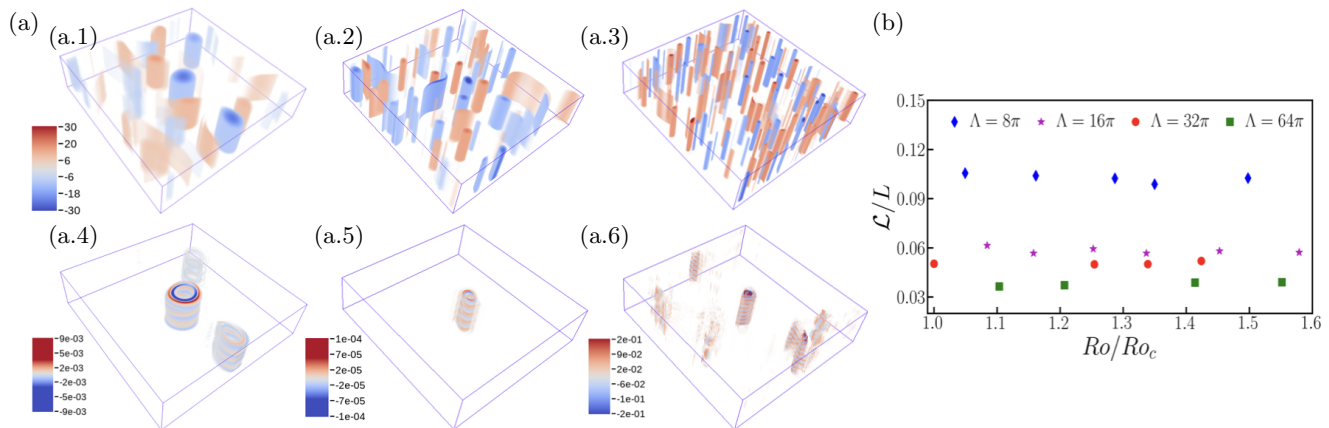 (a)
(a.1)
(a.2)
(a.3)
30
20
6
-6
-18
-30
(a.4)
(a.5)
(a.6)
9e-03
5e-03
2e-03
-2e-03
-5e-03
-9e-03
1e-04
7e-05
2e-05
-2e-05
-7e-05
-1e-04
2e-01
9e-02
2e-02
-2e-02
-9e-02
-2e-01
(b)
0.15
0.12
0.09
0.06
0.03
ℒ/L
Λ = 8π Λ = 16π Λ = 32π Λ = 64π
1.0 1.1 1.2 1.3 1.4 1.5 1.6
Ro/Ro_c